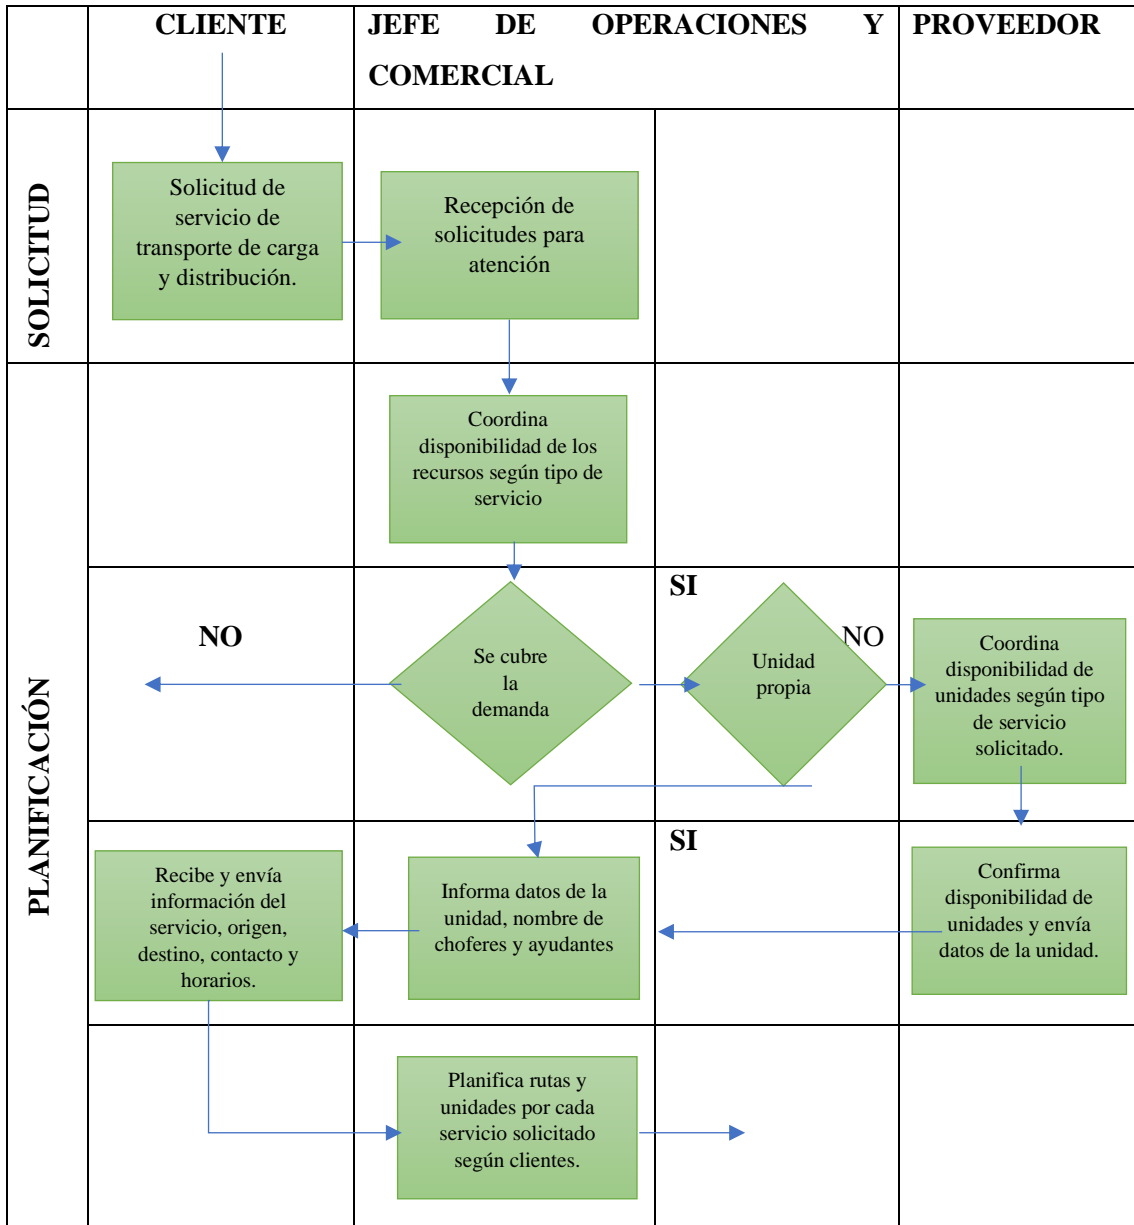 CLIENTE
JEFE DE OPERACIONES Y
COMERCIAL
PROVEEDOR
SOLICITUD
Solicitud de
servicio de
transporte de carga
y distribución.
Recepción de
solicitudes para
atención
PLANIFICACIÓN
Coordina
disponibilidad de los
recursos según tipo de
servicio
NO
Se cubre
la
demanda
SI
Unidad
propia
NO
Coordina
disponibilidad de
unidades según tipo
de servicio
solicitado.
Recibe y envía
información del
servicio, origen,
destino, contacto y
horarios.
Informa datos de la
unidad, nombre de
choferes y ayudantes
SI
Confirma
disponibilidad de
unidades y envía
datos de la unidad.
Planifica rutas y
unidades por cada
servicio solicitado
según clientes.